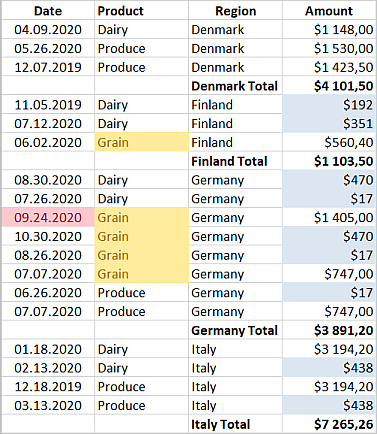 Date Product Region Amount
04.09.2020 Dairy Denmark $1 148,00
05.26.2020 Produce Denmark $1 530,00
12.07.2019 Produce Denmark $1 423,50
Denmark Total $4 101,50
11.05.2019 Dairy Finland $192
07.12.2020 Dairy Finland $351
06.02.2020 Grain Finland $560,40
Finland Total $1 103,50
08.30.2020 Dairy Germany $470
07.26.2020 Dairy Germany $17
09.24.2020 Grain Germany $1 405,00
10.30.2020 Grain Germany $470
08.26.2020 Grain Germany $17
07.07.2020 Grain Germany $747,00
06.26.2020 Produce Germany $17
07.07.2020 Produce Germany $747,00
Germany Total $3 891,20
01.18.2020 Dairy Italy $3 194,20
02.13.2020 Dairy Italy $438
12.18.2019 Produce Italy $3 194,20
03.13.2020 Produce Italy $438
Italy Total $7 265,26